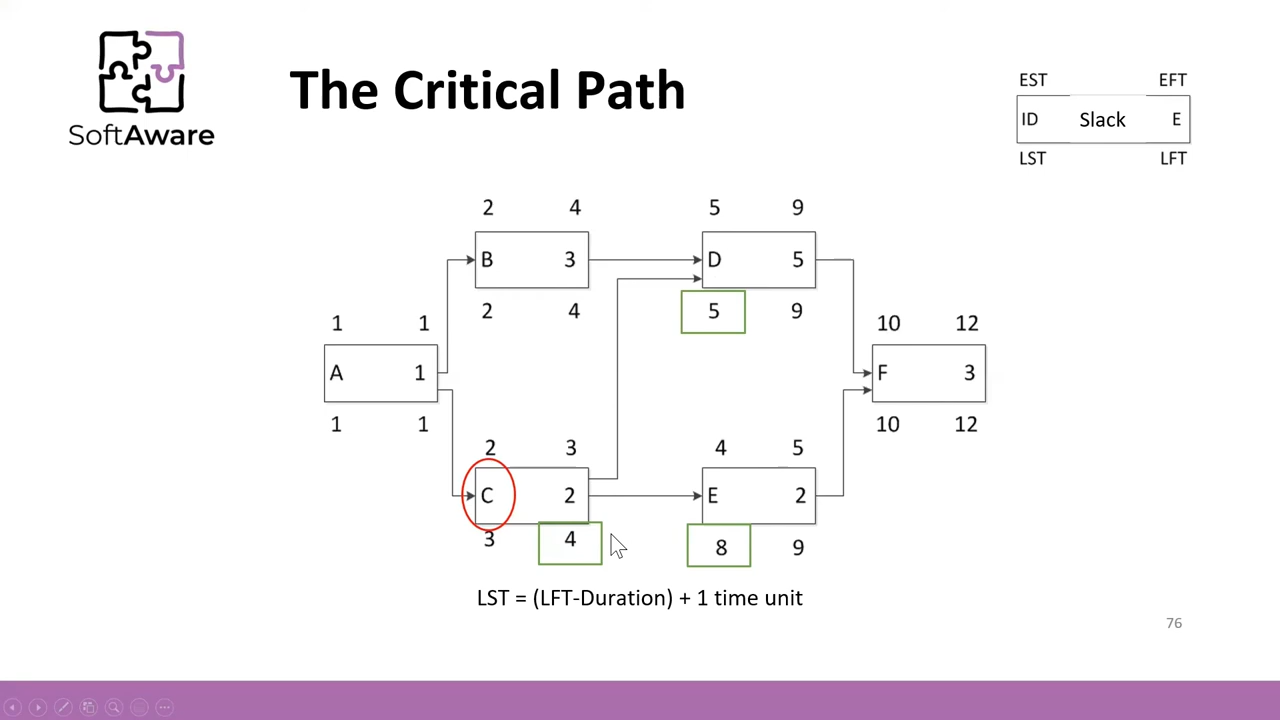 SoftAware
The Critical Path
EST EFT
ID Slack E
LST LFT
2 4 5 9
B 3 D 5
2 4 5 9
1 1 10 12
A 1 F 3
1 1 10 12
2 3 4 5
C 2 E 2
3 4 8 9
LST = (LFT-Duration) + 1 time unit
76